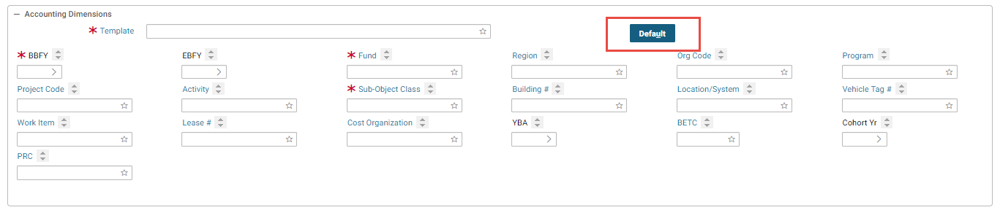 Accounting Dimensions
* Template Default
* BBFY EBFY * Fund Region Org Code Program
Project Code Activity * Sub-Object Class Building # Location/System Vehicle Tag #
Work Item Lease # Cost Organization YBA BETC Cohort Yr
PRC